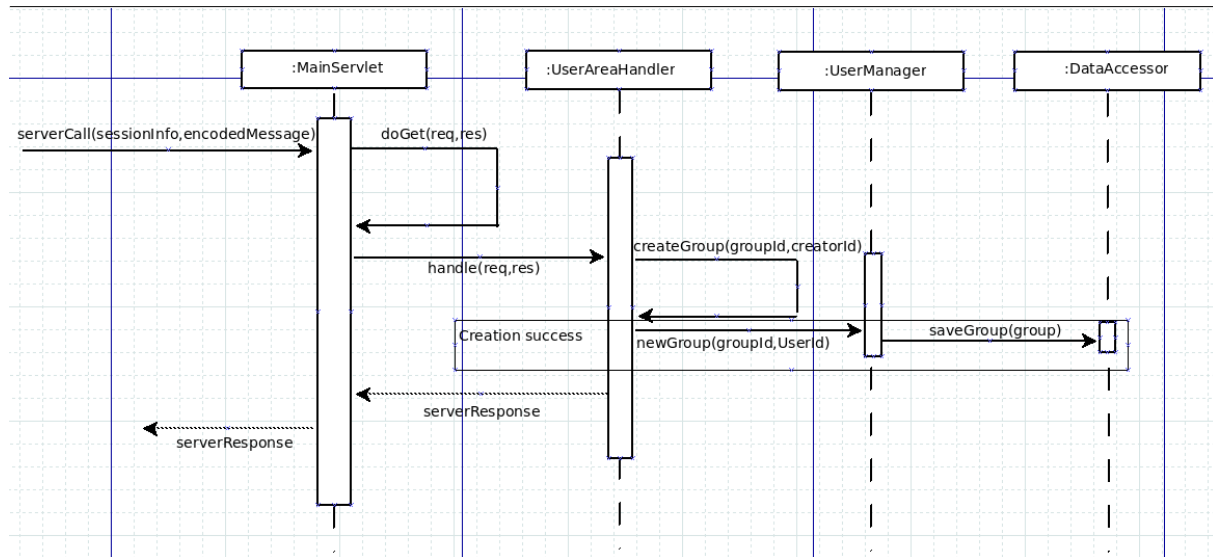 :MainServlet
:UserAreaHandler
:UserManager
:DataAccessor
serverCall(sessionInfo,encodedMessage)
doGet(req,res)
createGroup(groupId,creatorId)
handle(req,res)
Creation success
newGroup(groupId,UserId)
saveGroup(group)
serverResponse
serverResponse